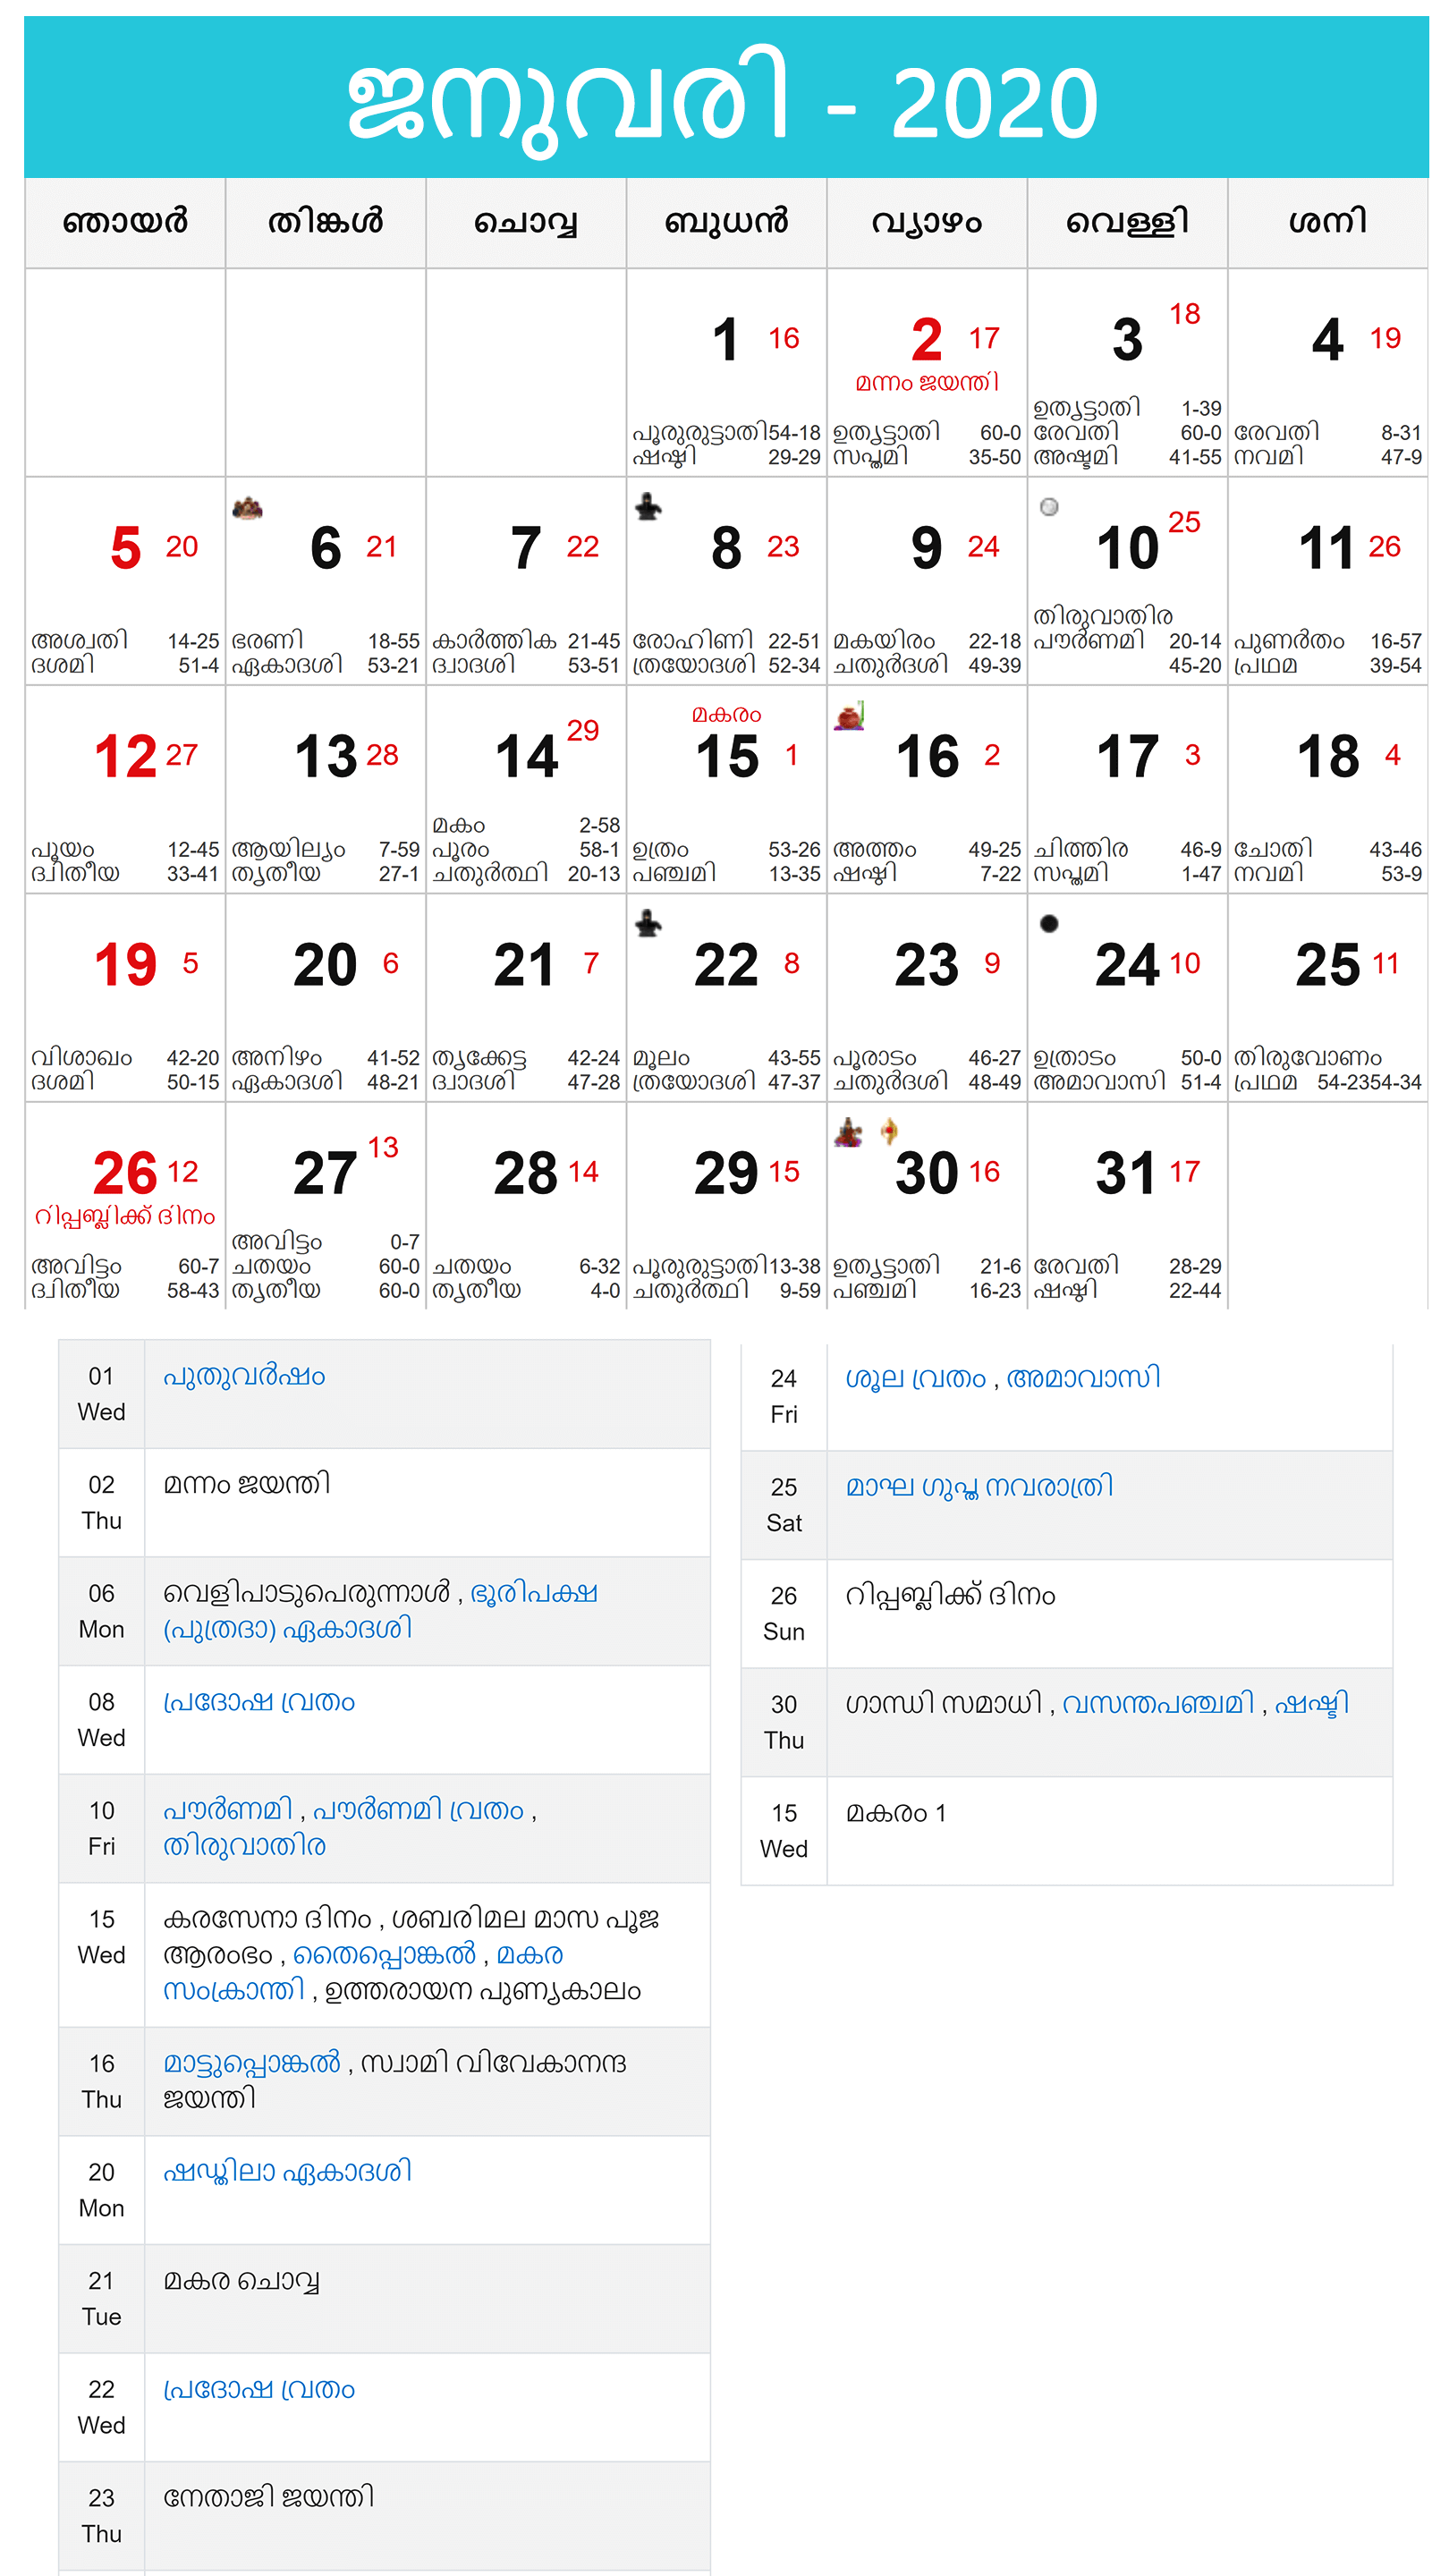 ജനുവരി - 2020
ഞായർ തിങ്കൾ ചൊവ്വ ബുധൻ വ്യാഴം വെള്ളി ശനി
1 16
പൂരുരുട്ടാതി 54-18
ഷഷ്ഠി 29-29
2 17
മന്നം ജയന്തി
ഉതൃട്ടാതി 60-0
സപ്തമി 35-50
3 18
ഉതൃട്ടാതി 1-39
രേവതി 60-0
അഷ്ടമി 41-55
4 19
രേവതി 8-31
നവമി 47-9
5 20
അശ്വതി 14-25
ദശമി 51-4
6 21
ഭരണി 18-55
ഏകാദശി 53-21
7 22
കാർത്തിക 21-45
ദ്വാദശി 53-51
8 23
രോഹിണി 22-51
ത്രയോദശി 52-34
9 24
മകയിരം 22-18
ചതുർദശി 49-39
10 25
തിരുവാതിര
പൗർണമി 20-14
45-20
11 26
പുണർതം 16-57
പ്രഥമ 39-54
12 27
പൂയം 12-45
ദ്വിതീയ 33-41
13 28
ആയില്യം 7-59
തൃതീയ 27-1
14 29
മകം 2-58
പൂരം 58-1
ചതുർത്ഥി 20-13
മകരം
15 1
ഉത്രം 53-26
പഞ്ചമി 13-35
16 2
അത്തം 49-25
ഷഷ്ഠി 7-22
17 3
ചിത്തിര 46-9
സപ്തമി 1-47
18 4
ചോതി 43-46
നവമി 53-9
19 5
വിശാഖം 42-20
ദശമി 50-15
20 6
അനിഴം 41-52
ഏകാദശി 48-21
21 7
തൃക്കേട്ട 42-24
ദ്വാദശി 47-28
22 8
മൂലം 43-55
ത്രയോദശി 47-37
23 9
പൂരാടം 46-27
ചതുർദശി 48-49
24 10
ഉത്രാടം 50-0
അമാവാസി 51-4
25 11
തിരുവോണം
പ്രഥമ 54-2354-34
26 12
റിപ്പബ്ലിക്ക് ദിനം
അവിട്ടം 60-7
ദ്വിതീയ 58-43
27 13
അവിട്ടം 0-7
ചതയം 60-0
തൃതീയ 60-0
28 14
ചതയം 6-32
തൃതീയ 4-0
29 15
പൂരുരുട്ടാതി 13-38
ചതുർത്ഥി 9-59
30 16
ഉതൃട്ടാതി 21-6
പഞ്ചമി 16-23
31 17
രേവതി 28-29
ഷഷ്ഠി 22-44
01 പുതുവർഷം
Wed
02 മന്നം ജയന്തി
Thu
06 വെളിപാടുപെരുന്നാൾ , ഭൂരിപക്ഷ
Mon (പുത്രദാ) ഏകാദശി
08 പ്രദോഷ വ്രതം
Wed
10 പൗർണമി , പൗർണമി വ്രതം ,
Fri തിരുവാതിര
15 കരസേനാ ദിനം , ശബരിമല മാസ പൂജ
Wed ആരംഭം , തൈപ്പൊങ്കൽ , മകര
സംക്രാന്തി , ഉത്തരായന പുണ്യകാലം
16 മാട്ടുപ്പൊങ്കൽ , സ്വാമി വിവേകാനന്ദ
Thu ജയന്തി
20 ഷഡ്തിലാ ഏകാദശി
Mon
21 മകര ചൊവ്വ
Tue
22 പ്രദോഷ വ്രതം
Wed
23 നേതാജി ജയന്തി
Thu
24 ശൂല വ്രതം , അമാവാസി
Fri
25 മാഘ ഗുപ്ത നവരാത്രി
Sat
26 റിപ്പബ്ലിക്ക് ദിനം
Sun
30 ഗാന്ധി സമാധി , വസന്തപഞ്ചമി , ഷഷ്ടി
Thu
15 മകരം 1
Wed